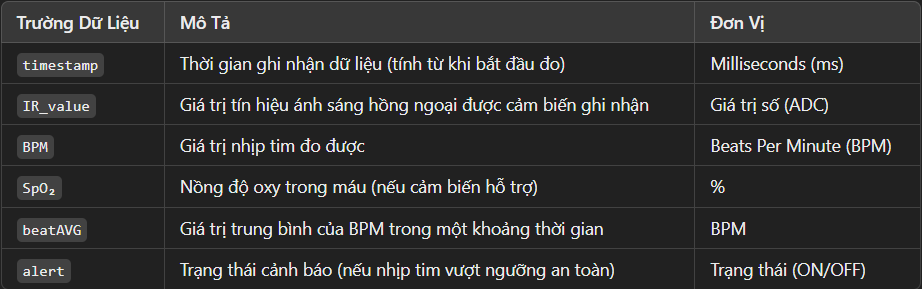 Trường Dữ Liệu Mô Tả Đơn Vị
timestamp Thời gian ghi nhận dữ liệu (tính từ khi bắt đầu đo) Milliseconds (ms)
IR_value Giá trị tín hiệu ánh sáng hồng ngoại được cảm biến ghi nhận Giá trị số (ADC)
BPM Giá trị nhịp tim đo được Beats Per Minute (BPM)
SpO₂ Nồng độ oxy trong máu (nếu cảm biến hỗ trợ) %
beatAVG Giá trị trung bình của BPM trong một khoảng thời gian BPM
alert Trạng thái cảnh báo (nếu nhịp tim vượt ngưỡng an toàn) Trạng thái (ON/OFF)